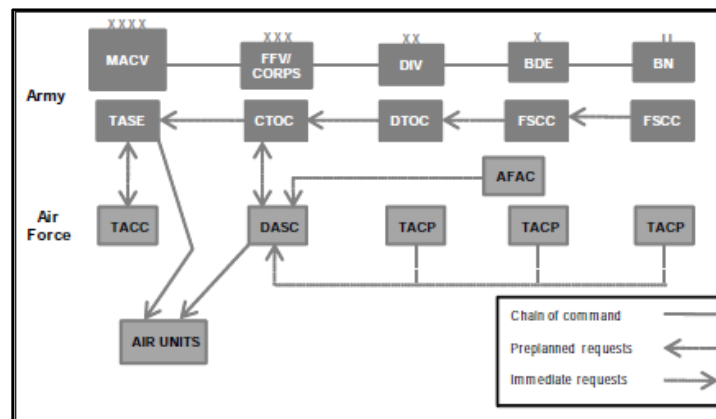 XXXX XXX XX X II
MACV FFV/ DIV BDE BN
CORPS
Army
TASE CTOC DTOC FSCC FSCC
AFAC
Air
Force
TACC DASC TACP TACP TACP
AIR UNITS
Chain of command
Preplanned requests
Immediate requests